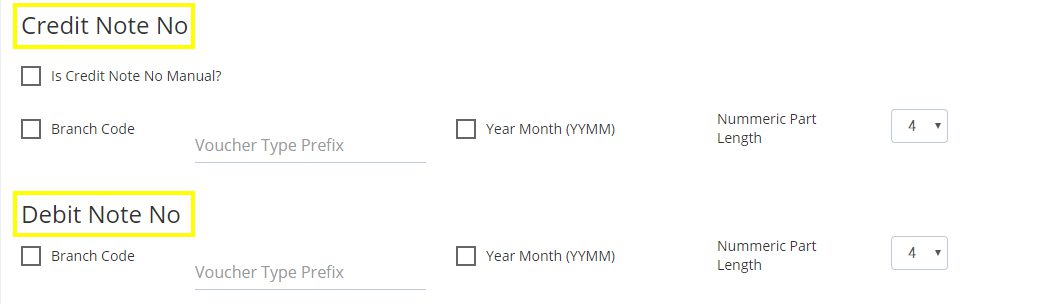 Credit Note No
Is Credit Note No Manual?
Branch Code
Voucher Type Prefix
Year Month (YYMM)
Nummeric Part
Length
4
Debit Note No
Branch Code
Voucher Type Prefix
Year Month (YYMM)
Nummeric Part
Length
4